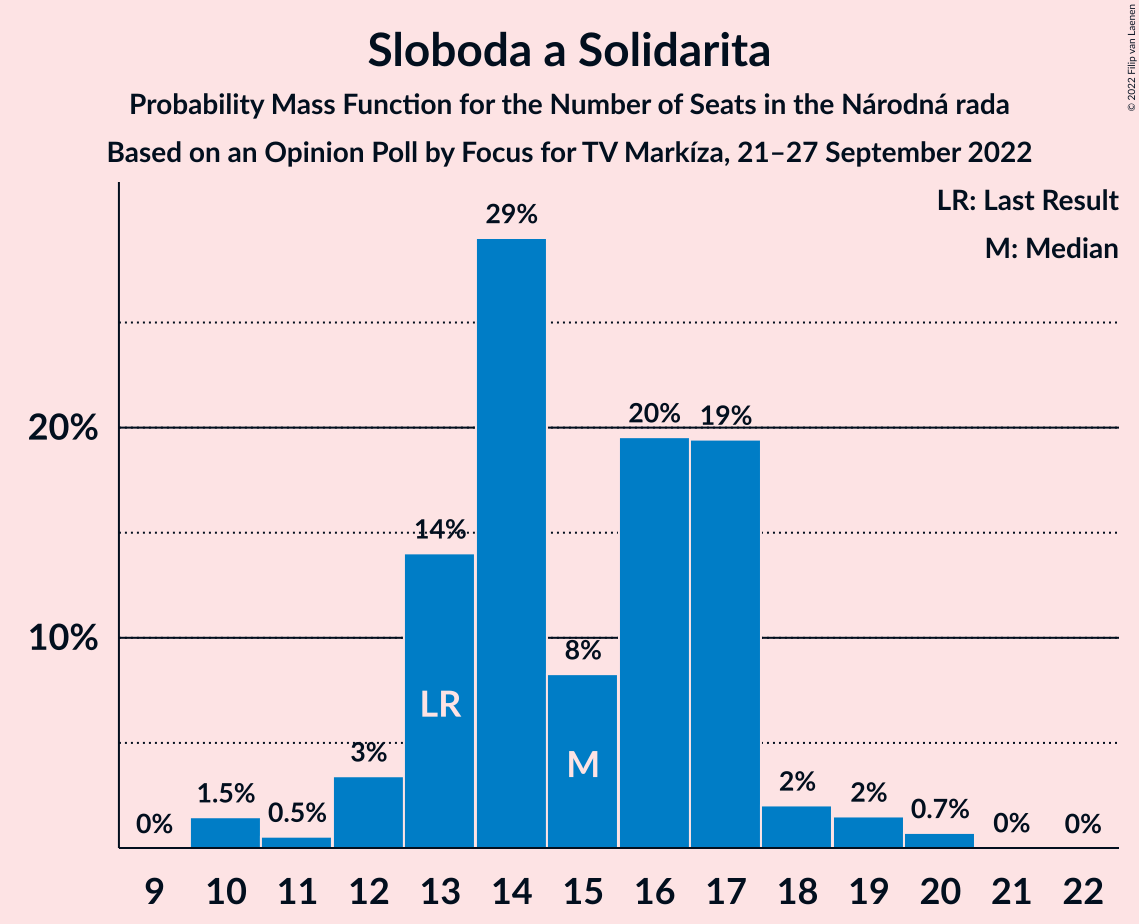 Sloboda a Solidarita
Probability Mass Function for the Number of Seats in the Národná rada
Based on an Opinion Poll by Focus for TV Markíza, 21–27 September 2022
© 2022 Filip van Laenen
LR: Last Result
M: Median
20%
10%
0%
1.5%
0.5%
3%
14%
29%
8%
20%
19%
2%
2%
0.7%
0%
0%
LR
M
9 10 11 12 13 14 15 16 17 18 19 20 21 22